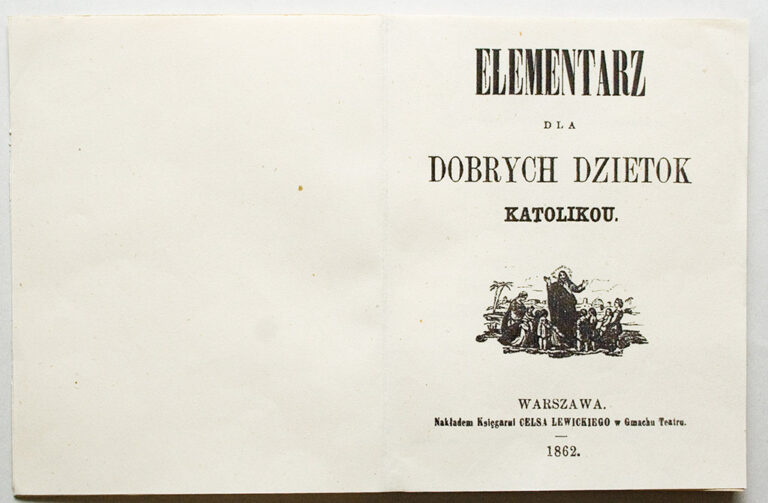 ELEMENTARZ
DLA
DOBRYCH DZIETOK
KATOLIKOU.
WARSZAWA.
Nakładem Księgarni CELSA LEWICKIEGO w Gmachu Teatru.
1862.